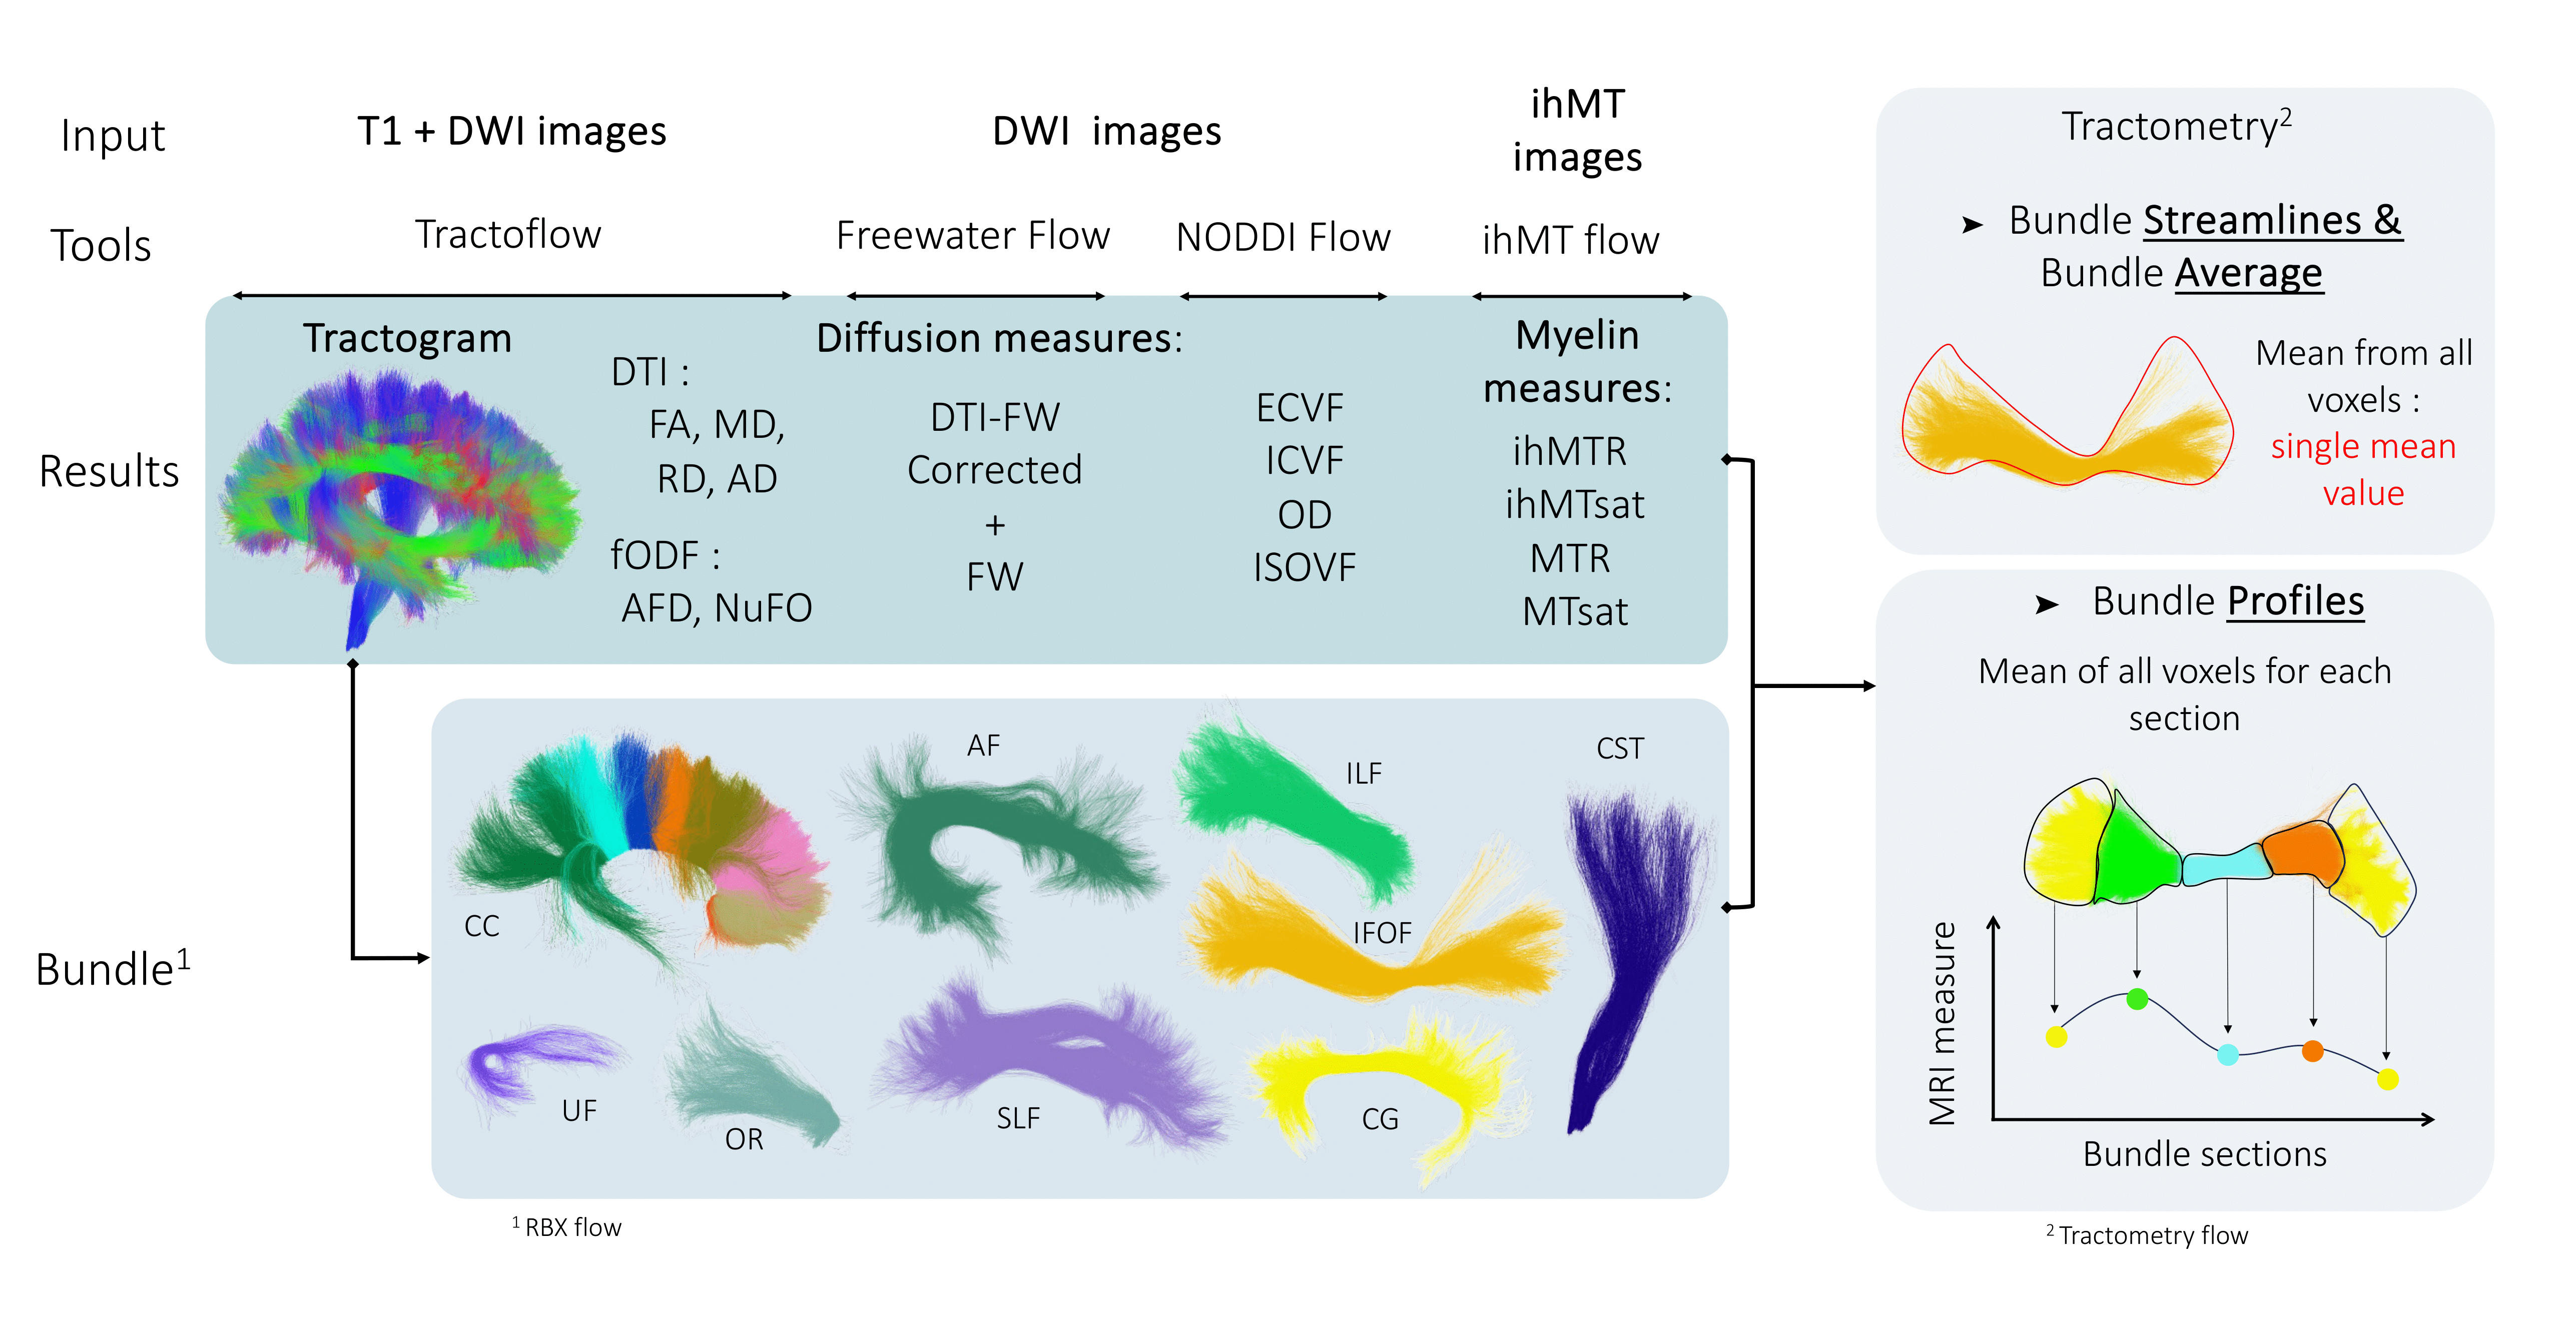 Input
T1 + DWI images
DWI  images
ihMT
images
Tools
Tractoflow
Freewater Flow
NODDI Flow
ihMT flow
Results
Tractogram
DTI :
FA, MD,
RD, AD
fODF :
AFD, NuFO
Diffusion measures:
DTI-FW
Corrected
+
FW
ECVF
ICVF
OD
ISOVF
Myelin
measures:
ihMTR
ihMTsat
MTR
MTsat
Bundle¹
CC
AF
ILF
CST
IFOF
UF
OR
SLF
CG
¹ RBX flow
Tractometry²
➤ Bundle Streamlines &
Bundle Average
Mean from all
voxels :
single mean
value
➤ Bundle Profiles
Mean of all voxels for each
section
MRI measure
Bundle sections
² Tractometry flow